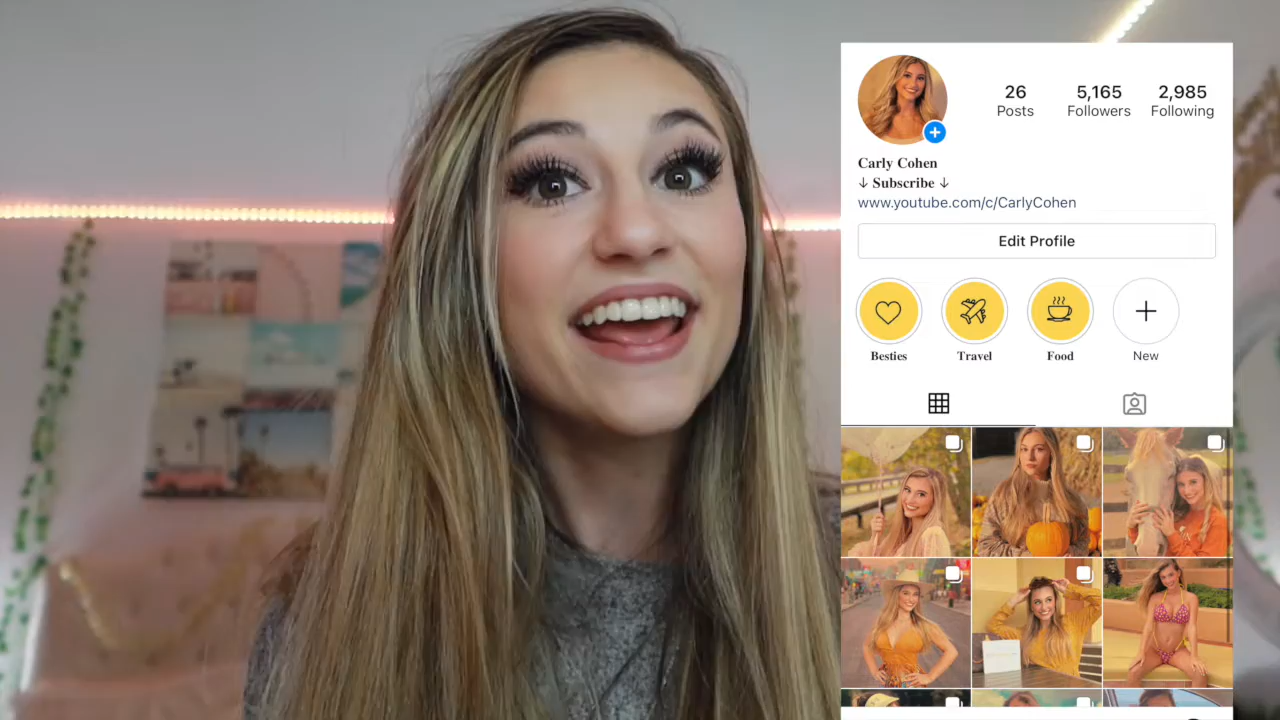 26 5,165 2,985
Posts Followers Following
Carly Cohen
↓ Subscribe ↓
www.youtube.com/c/CarlyCohen
Edit Profile
Besties Travel Food New